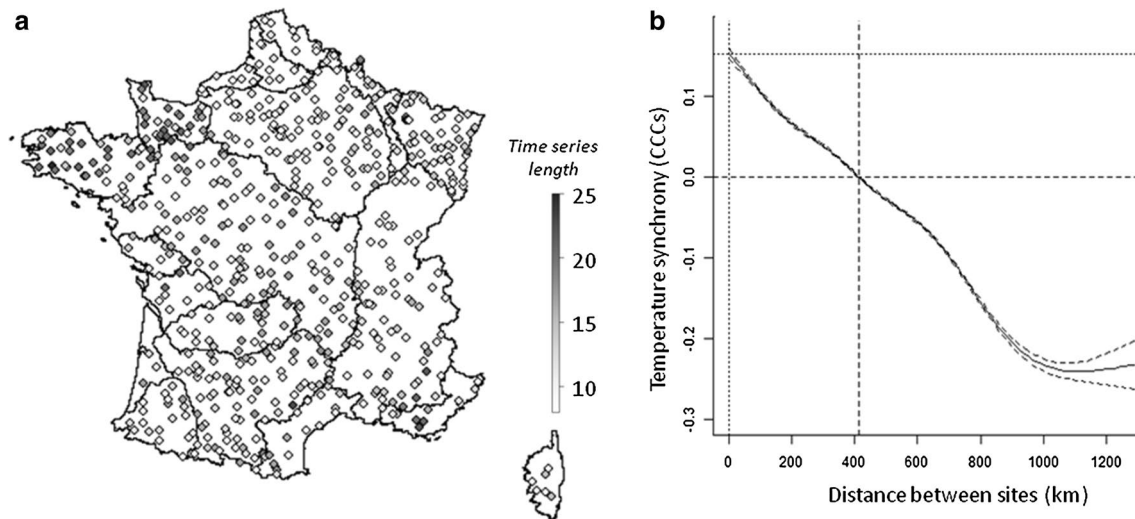 a
Time series
length
25
20
15
10
b
Temperature synchrony (CCCs)
0.1
0.0
-0.1
-0.2
-0.3
0
200
400
600
800
1000
1200
Distance between sites (km)